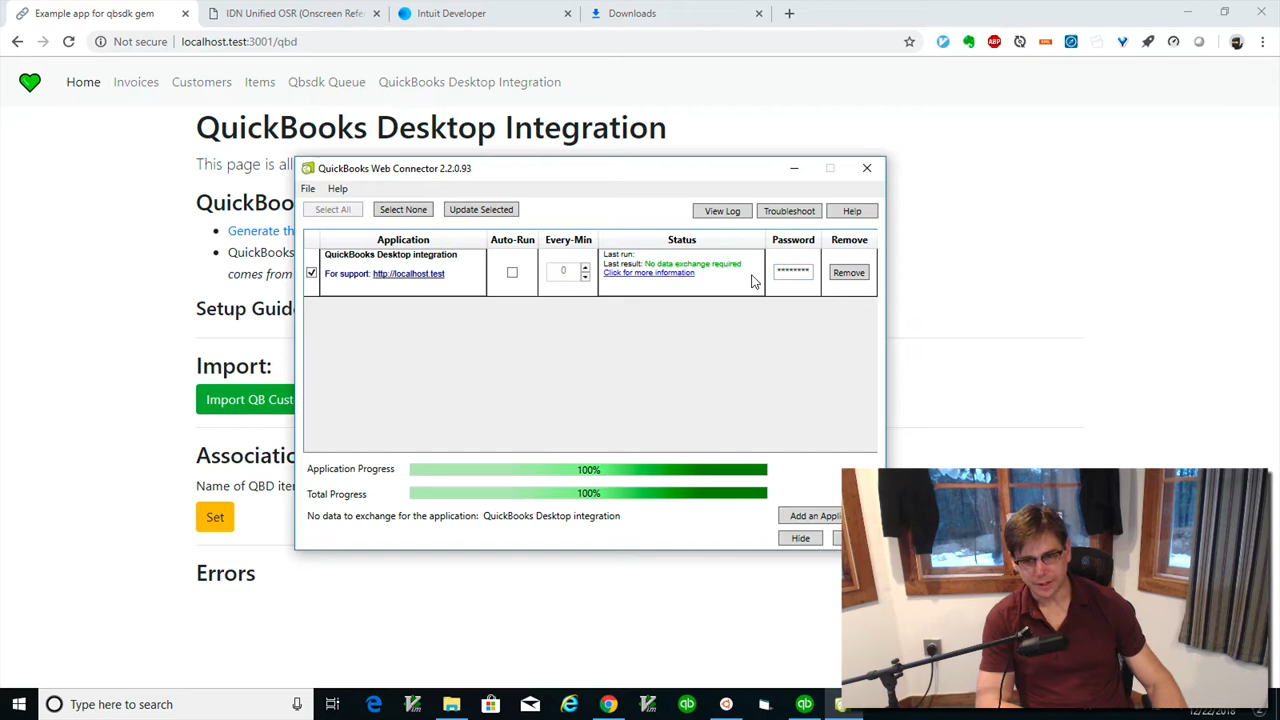 Example app for qbsdk gem
IDN Unified OSR (Onscreen Refe
Intuit Developer
Downloads
Not secure
localhost.test:3001/qbd
ABP
Home
Invoices
Customers
Items
Qbsdk Queue
QuickBooks Desktop Integration
QuickBooks Desktop Integration
This page is all
QuickBo
Generate th
QuickBooks
comes from
Setup Guid
Import:
Import QB Cust
Associatio
Name of QBD ite
Set
Errors
QuickBooks Web Connector 2.2.0.93
File
Help
Select All
Select None
Update Selected
View Log
Troubleshoot
Help
Application
Auto-Run
Every-Min
Status
Password
Remove
QuickBooks Desktop integration
For support: http://localhost.test
0
Last run:
Last result: No data exchange required
Click for more information
********
Remove
Application Progress
100%
Total Progress
100%
No data to exchange for the application: QuickBooks Desktop integration
Add an Appli
Hide
Type here to search
12/22/2018